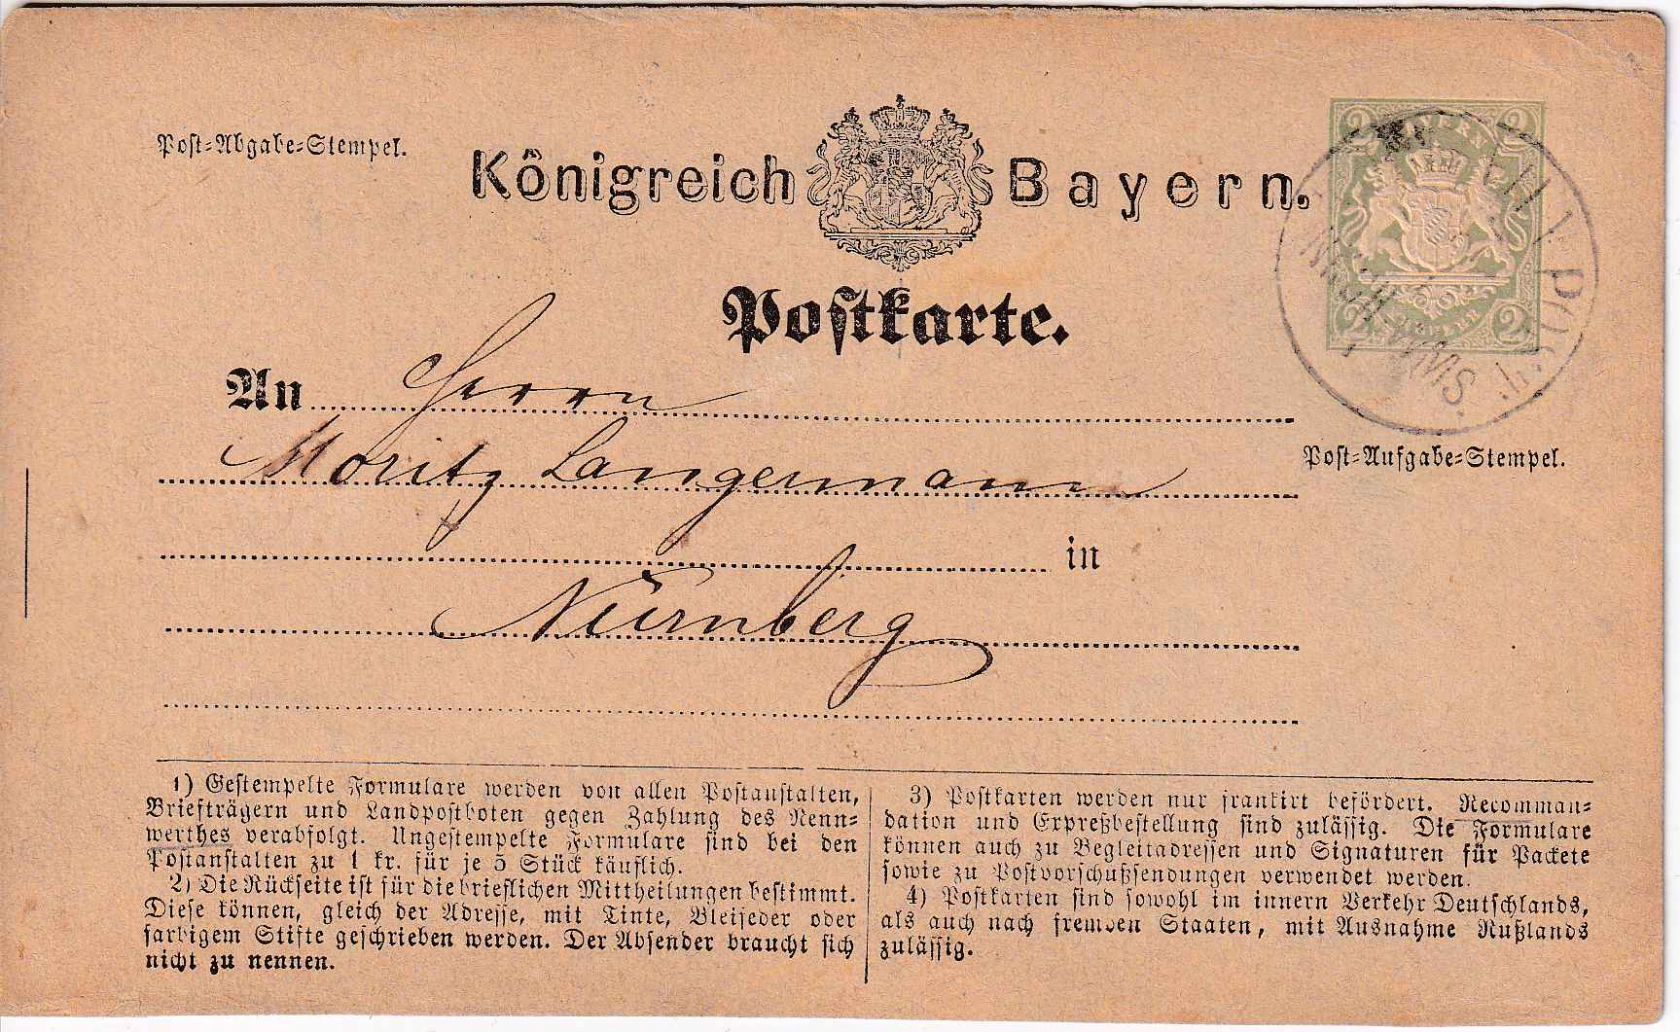 Post-Abgabe-Stempel.
Königreich Bayern.
Postkarte.
2 BAYERN 2
2 2
An Herrn
Moritz Langermann
in
Nürnberg
Post-Aufgabe-Stempel.
1) Gestempelte Formulare werden von allen Postanstalten,
Briefträgern und Landpostboten gegen Zahlung des Nenn-
werthes verabfolgt. Ungestempelte Formulare sind bei den
Postanstalten zu 1 kr. für je 5 Stück käuflich.
2) Die Rückseite ist für die brieflichen Mittheilungen bestimmt.
Diese können, gleich der Adresse, mit Tinte, Bleifeder oder
farbigem Stifte geschrieben werden. Der Absender braucht sich
nicht zu nennen.
3) Postkarten werden nur frankirt befördert. Recomman-
dation und Expreßbestellung sind zulässig. Die Formulare
können auch zu Begleitadressen und Signaturen für Packete
sowie zu Postvorschußsendungen verwendet werden.
4) Postkarten sind sowohl im innern Verkehr Deutschlands,
als auch nach fremden Staaten, mit Ausnahme Rußlands
zulässig.